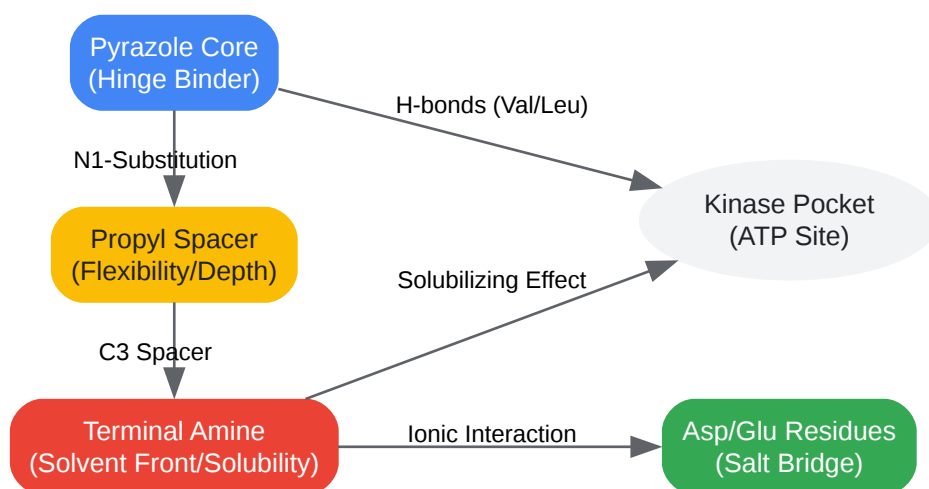 Pyrazole Core
(Hinge Binder)
H-bonds (Val/Leu)
N1-Substitution
Kinase Pocket
(ATP Site)
Propyl Spacer
(Flexibility/Depth)
Solubilizing Effect
C3 Spacer
Terminal Amine
(Solvent Front/Solubility)
Ionic Interaction
Asp/Glu Residues
(Salt Bridge)